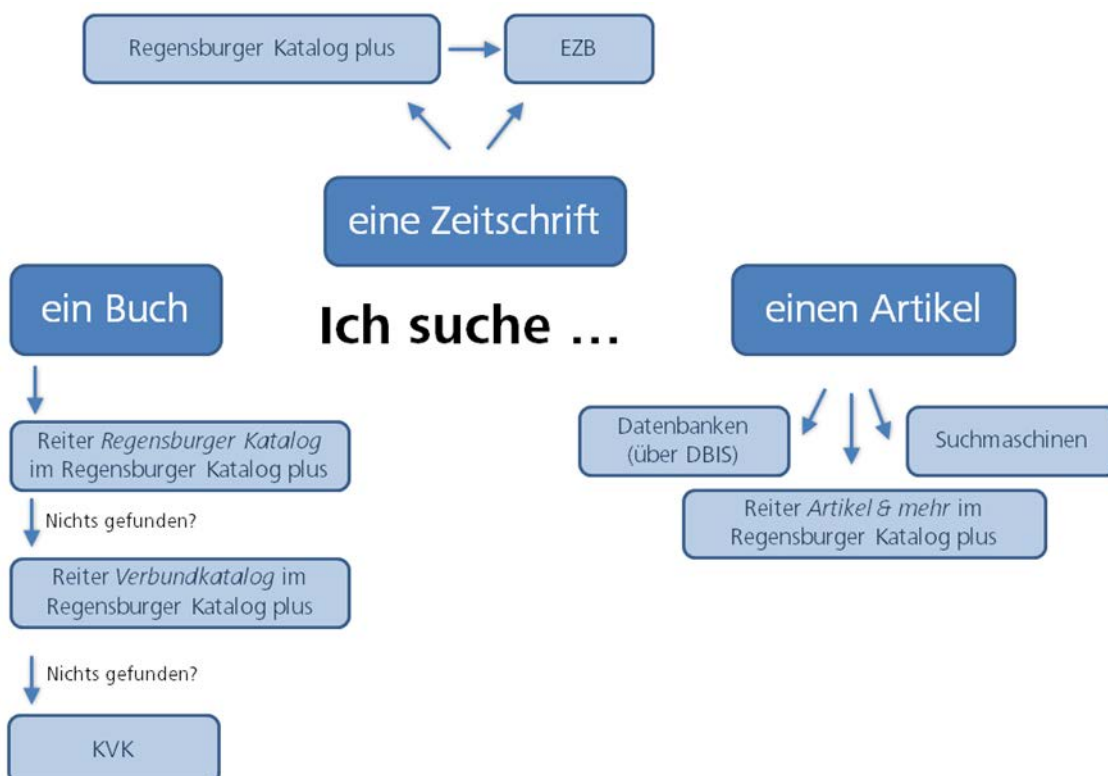 Regensburger Katalog plus
EZB
eine Zeitschrift
ein Buch
Ich suche ...
einen Artikel
Reiter Regensburger Katalog
im Regensburger Katalog plus
Nichts gefunden?
Reiter Verbundkatalog im
Regensburger Katalog plus
Nichts gefunden?
KVK
Datenbanken
(über DBIS)
Suchmaschinen
Reiter Artikel & mehr im
Regensburger Katalog plus